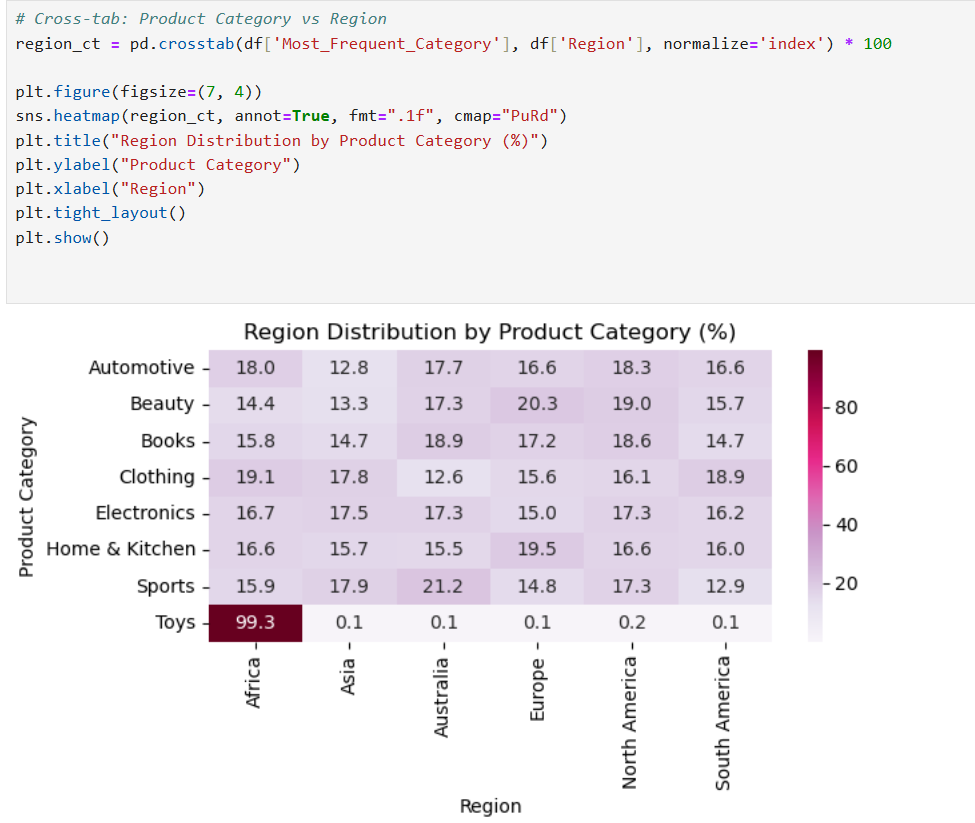 # Cross-tab: Product Category vs Region
region_ct = pd.crosstab(df['Most_Frequent_Category'], df['Region'], normalize='index') * 100
plt.figure(figsize=(7, 4))
sns.heatmap(region_ct, annot=True, fmt=".1f", cmap="PuRd")
plt.title("Region Distribution by Product Category (%)")
plt.ylabel("Product Category")
plt.xlabel("Region")
plt.tight_layout()
plt.show()
Region Distribution by Product Category (%)
Product Category
Automotive 18.0 12.8 17.7 16.6 18.3 16.6
Beauty 14.4 13.3 17.3 20.3 19.0 15.7
Books 15.8 14.7 18.9 17.2 18.6 14.7
Clothing 19.1 17.8 12.6 15.6 16.1 18.9
Electronics 16.7 17.5 17.3 15.0 17.3 16.2
Home & Kitchen 16.6 15.7 15.5 19.5 16.6 16.0
Sports 15.9 17.9 21.2 14.8 17.3 12.9
Toys 99.3 0.1 0.1 0.1 0.2 0.1
Africa
Asia
Australia
Europe
North America
South America
Region
80
60
40
20